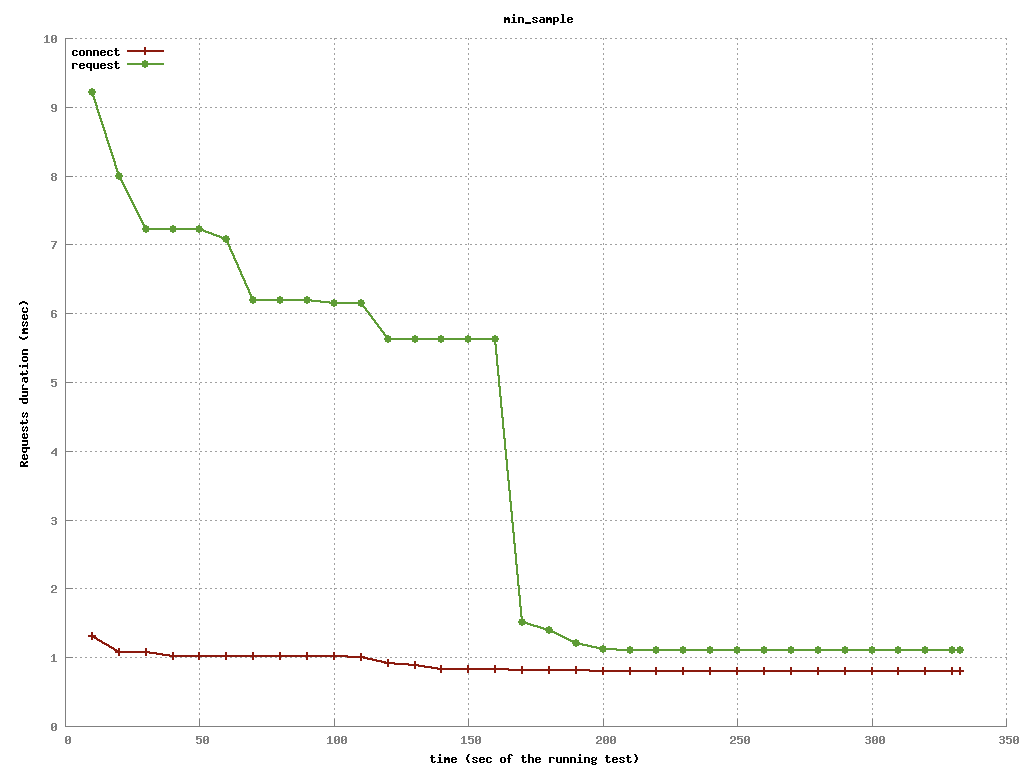 min_sample
10
9
8
7
6
5
4
3
2
1
0
connect
request
Requests duration (msec)
0 50 100 150 200 250 300 350
time (sec of the running test)